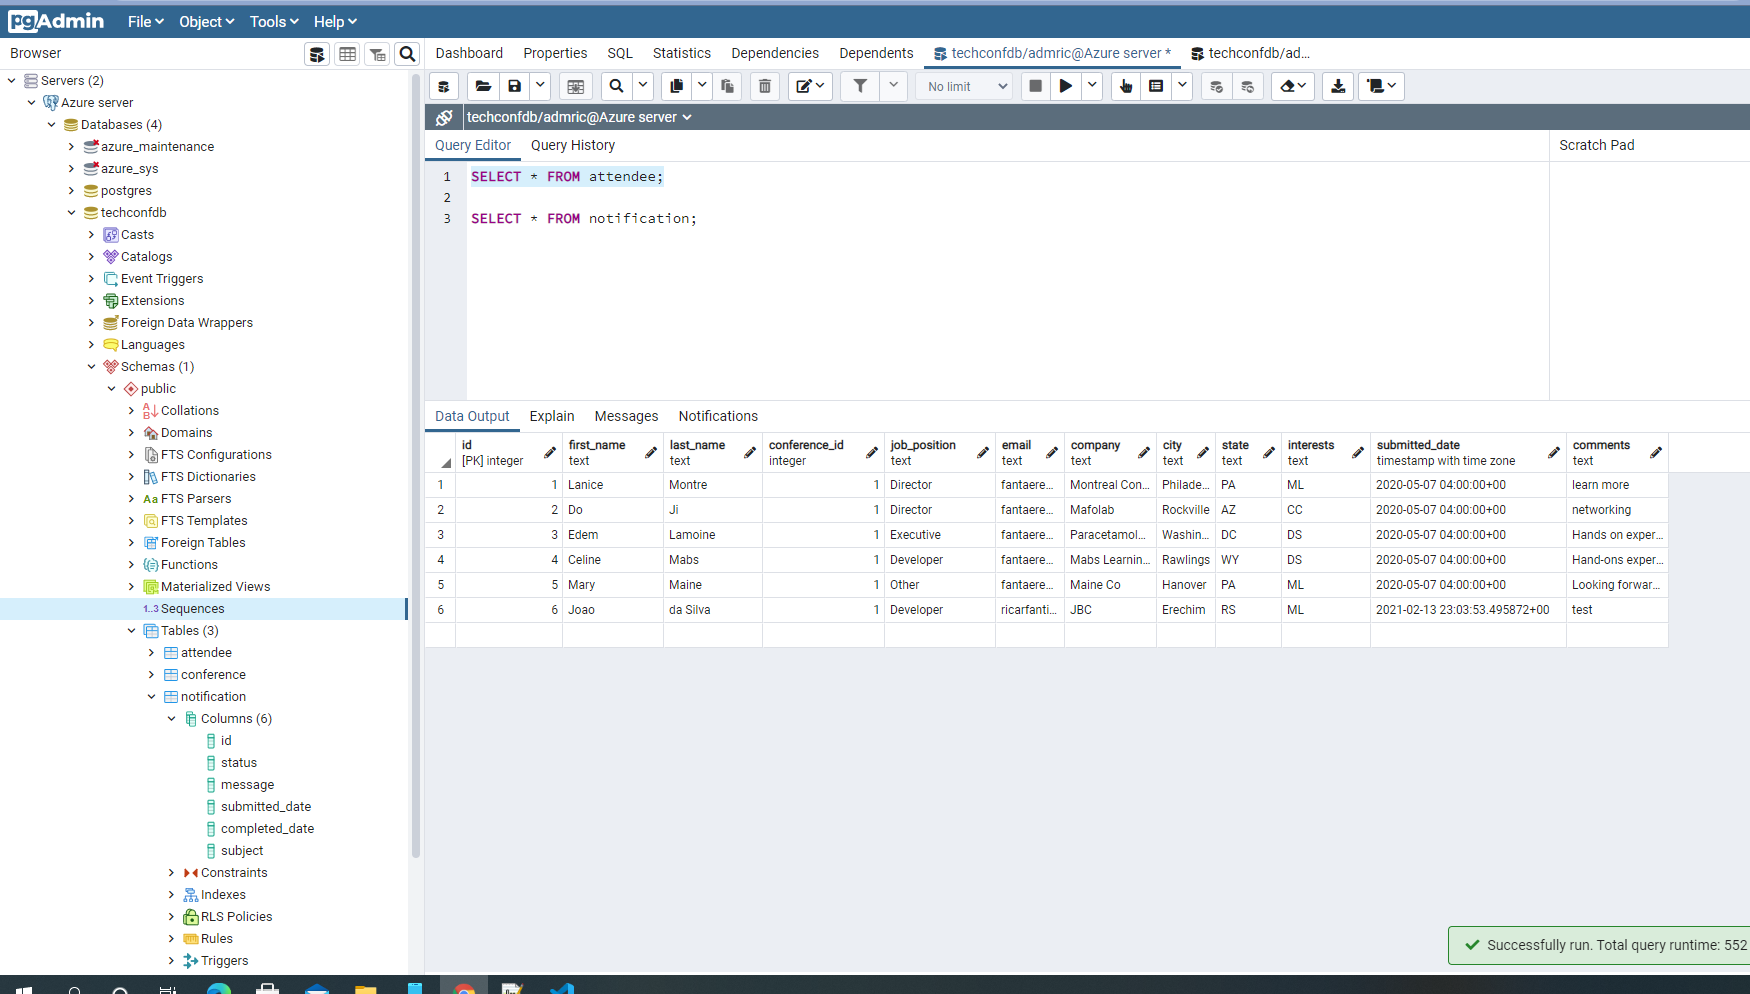 pgAdmin File Object Tools Help
Browser
Dashboard Properties SQL Statistics Dependencies Dependents techconfdb/admric@Azure server * techconfdb/ad...
No limit
techconfdb/admric@Azure server
Query Editor Query History
Scratch Pad
1 SELECT * FROM attendee;
2
3 SELECT * FROM notification;
Servers (2)
Azure server
Databases (4)
azure_maintenance
azure_sys
postgres
techconfdb
Casts
Catalogs
Event Triggers
Extensions
Foreign Data Wrappers
Languages
Schemas (1)
public
Collations
Domains
FTS Configurations
FTS Dictionaries
Aa FTS Parsers
FTS Templates
Foreign Tables
Functions
Materialized Views
1..3 Sequences
Tables (3)
attendee
conference
notification
Columns (6)
id
status
message
submitted_date
completed_date
subject
Constraints
Indexes
RLS Policies
Rules
Triggers
Data Output Explain Messages Notifications
id first_name last_name conference_id job_position email company city state interests submitted_date comments
[PK] integer text text integer text text text text text text timestamp with time zone text
1 1 Lanice Montre 1 Director fantaere... Montreal Con... Philade... PA ML 2020-05-07 04:00:00+00 learn more
2 2 Do Ji 1 Director fantaere... Mafolab Rockville AZ CC 2020-05-07 04:00:00+00 networking
3 3 Edem Lamoine 1 Executive fantaere... Paracetamol... Washin... DC DS 2020-05-07 04:00:00+00 Hands on exper...
4 4 Celine Mabs 1 Developer fantaere... Mabs Learnin... Rawlings WY DS 2020-05-07 04:00:00+00 Hand-ons exper...
5 5 Mary Maine 1 Other fantaere... Maine Co Hanover PA ML 2020-05-07 04:00:00+00 Looking forwar...
6 6 Joao da Silva 1 Developer ricarfanti... JBC Erechim RS ML 2021-02-13 23:03:53.495872+00 test
Successfully run. Total query runtime: 552